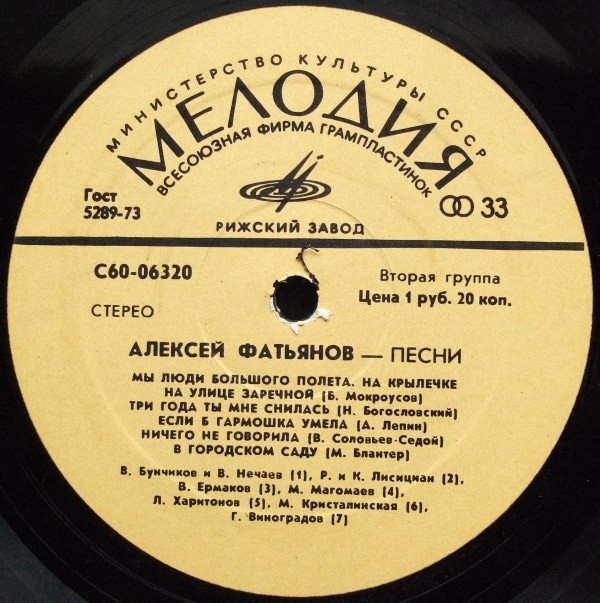 МИНИСТЕРСТВО КУЛЬТУРЫ СССР
МЕЛОДИЯ
ВСЕСОЮЗНАЯ ФИРМА ГРАМПЛАСТИНОК
Гост
5289-73
33
РИЖСКИЙ ЗАВОД
С60-06320
Вторая группа
Цена 1 руб. 20 коп.
СТЕРЕО
АЛЕКСЕЙ ФАТЬЯНОВ — ПЕСНИ
МЫ ЛЮДИ БОЛЬШОГО ПОЛЕТА. НА КРЫЛЕЧКЕ
НА УЛИЦЕ ЗАРЕЧНОЙ (Б. Мокроусов)
ТРИ ГОДА ТЫ МНЕ СНИЛАСЬ (Н. Богословский)
ЕСЛИ Б ГАРМОШКА УМЕЛА (А. Лепин)
НИЧЕГО НЕ ГОВОРИЛА (В. Соловьев-Седой)
В ГОРОДСКОМ САДУ (М. Блантер)
В. Бунчиков и В. Нечаев (1), Р. и К. Лисициан (2),
В. Ермаков (3), М. Магомаев (4),
Л. Харитонов (5), М. Кристалинская (6),
Г. Виноградов (7)